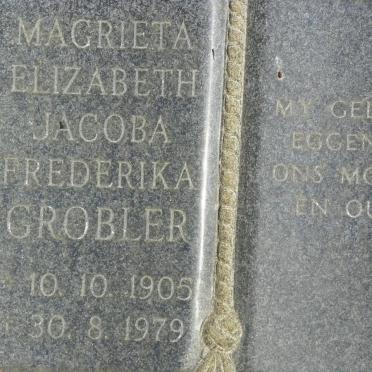 MAGRIETA
ELIZABETH
JACOBA
FREDERIKA
GROBLER
10. 10. 1905
30. 8. 1979
MY GEL
EGGEN
ONS MO
EN OU